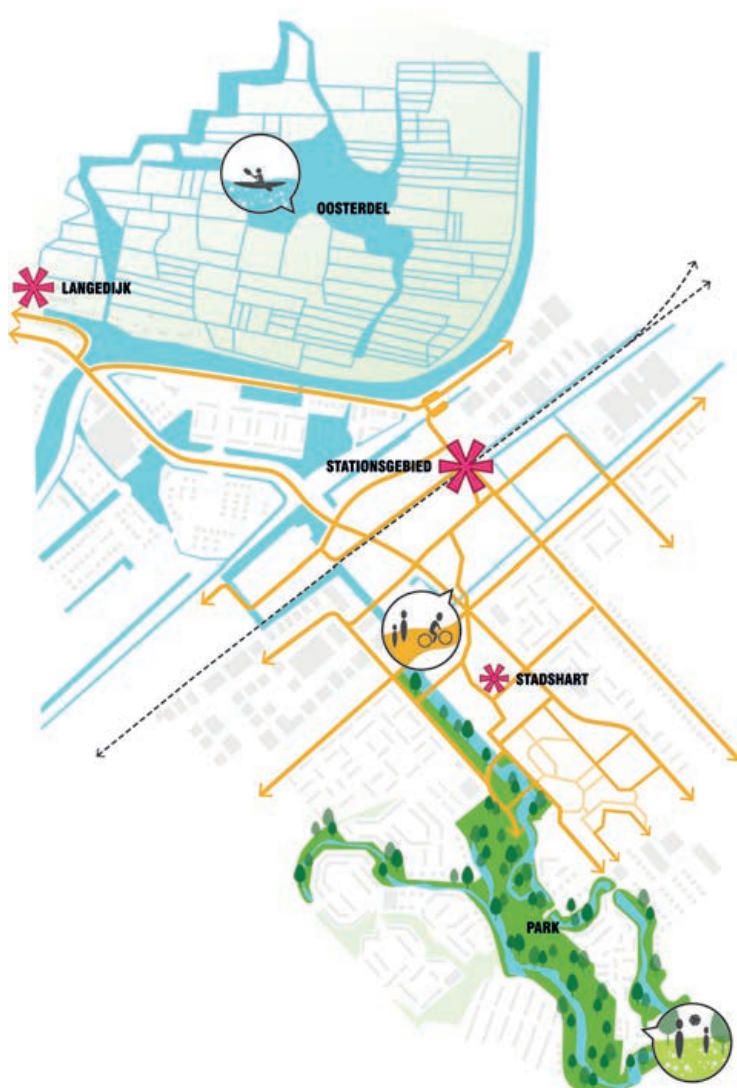 OOSTERDEL
LANGEDIJK
STATIONSGEBIED
STADSHART
PARK